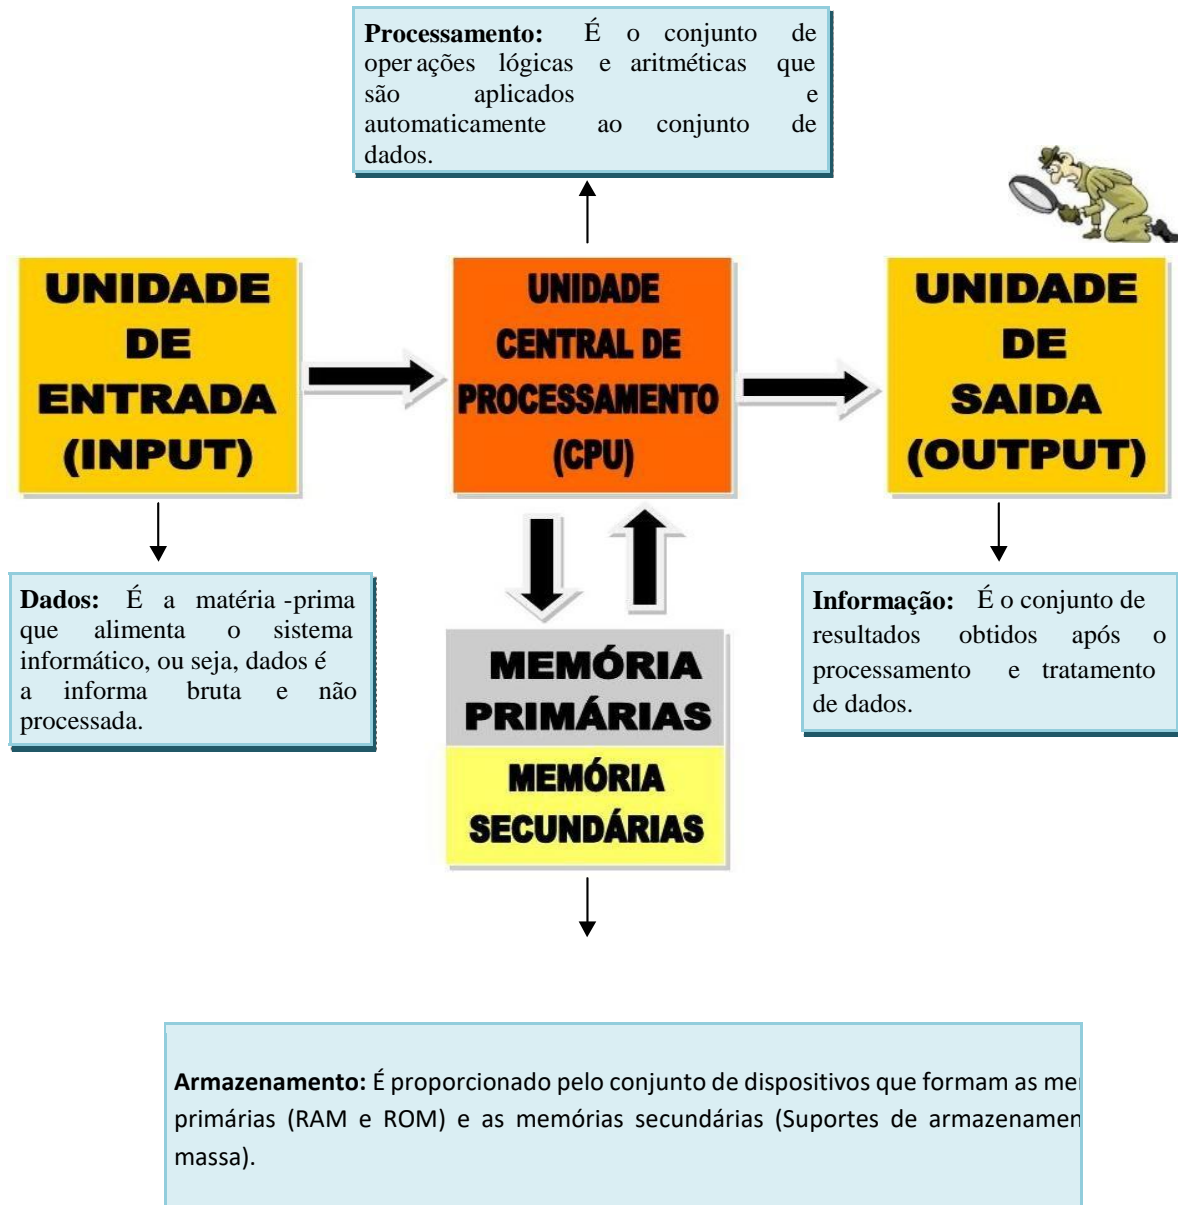 Processamento: É o conjunto de
oper ações lógicas e aritméticas que
são aplicados e
automaticamente ao conjunto de
dados.
UNIDADE
DE
ENTRADA
(INPUT)
UNIDADE
CENTRAL DE
PROCESSAMENTO
(CPU)
UNIDADE
DE
SAIDA
(OUTPUT)
Dados: É a matéria -prima
que alimenta o sistema
informático, ou seja, dados é
a informa bruta e não
processada.
Informação: É o conjunto de
resultados obtidos após o
processamento e tratamento
de dados.
MEMÓRIA
PRIMÁRIAS
MEMÓRIA
SECUNDÁRIAS
Armazenamento: É proporcionado pelo conjunto de dispositivos que formam as
primárias (RAM e ROM) e as memórias secundárias (Suportes de
massa).